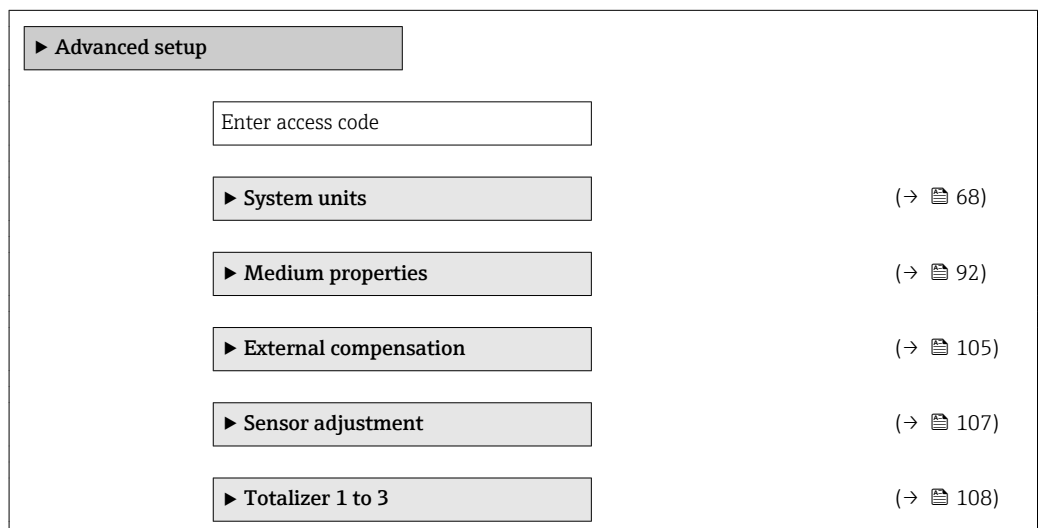 ▶ Advanced setup
Enter access code
▶ System units (→ 🖹 68)
▶ Medium properties (→ 🖹 92)
▶ External compensation (→ 🖹 105)
▶ Sensor adjustment (→ 🖹 107)
▶ Totalizer 1 to 3 (→ 🖹 108)